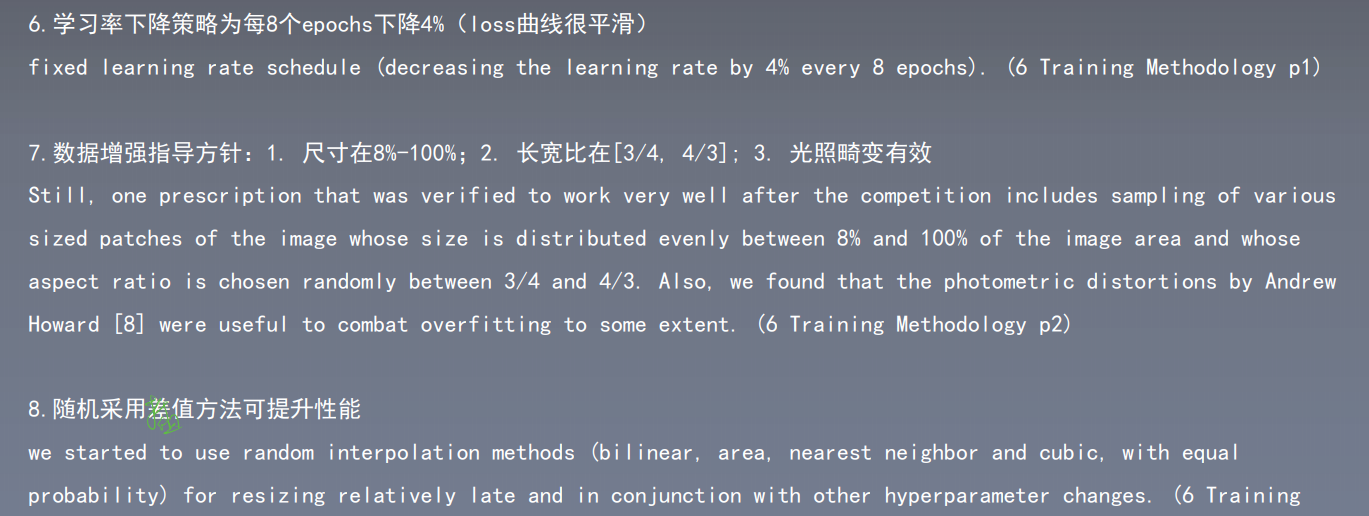 6.学习率下降策略为每8个epochs下降4%（loss曲线很平滑）
fixed learning rate schedule (decreasing the learning rate by 4% every 8 epochs). (6 Training Methodology p1)
7.数据增强指导方针：1. 尺寸在8%-100%；2. 长宽比在[3/4, 4/3]; 3. 光照畸变有效
Still, one prescription that was verified to work very well after the competition includes sampling of various
sized patches of the image whose size is distributed evenly between 8% and 100% of the image area and whose
aspect ratio is chosen randomly between 3/4 and 4/3. Also, we found that the photometric distortions by Andrew
Howard [8] were useful to combat overfitting to some extent. (6 Training Methodology p2)
8.随机采用差值方法可提升性能
we started to use random interpolation methods (bilinear, area, nearest neighbor and cubic, with equal
probability) for resizing relatively late and in conjunction with other hyperparameter changes. (6 Training